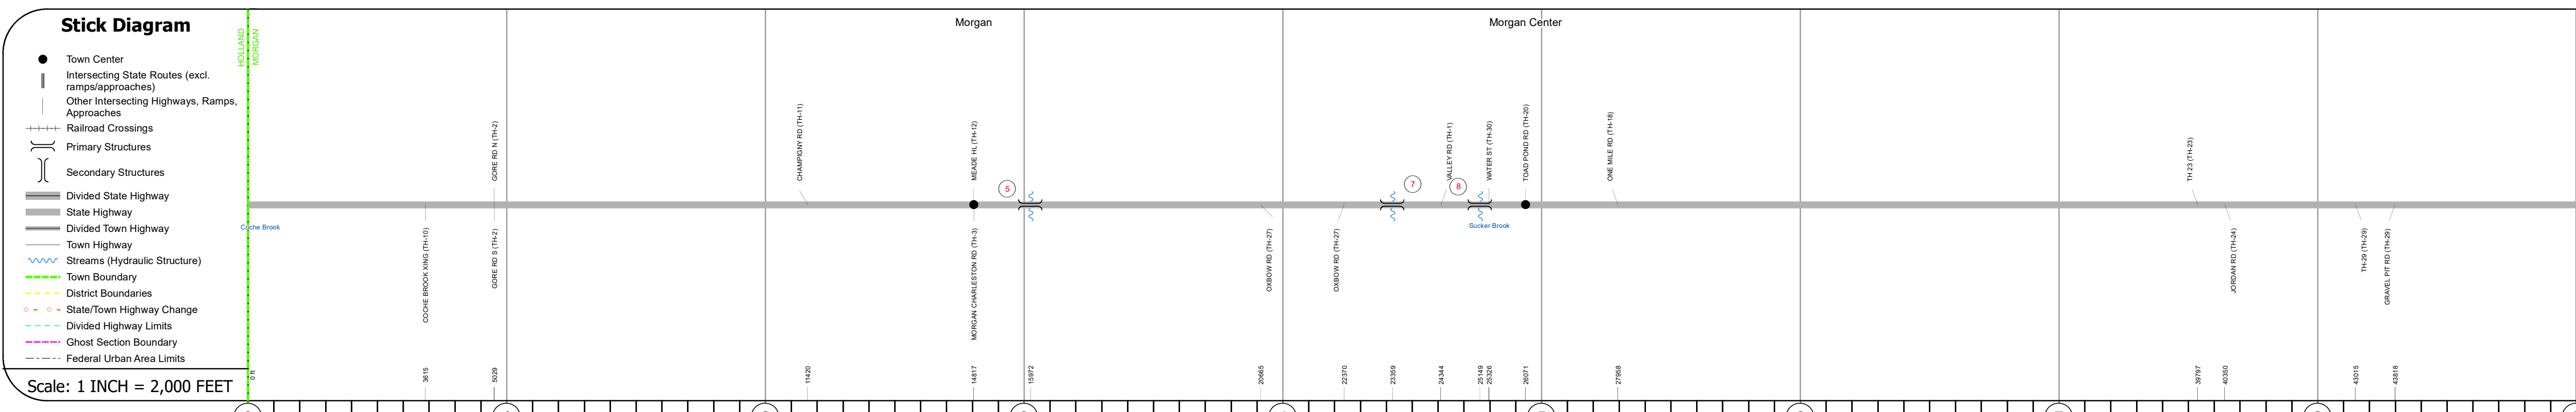 Stick Diagram
Town Center
Intersecting State Routes (excl.
ramps/approaches)
Other Intersecting Highways, Ramps,
Approaches
Railroad Crossings
Primary Structures
Secondary Structures
Divided State Highway
State Highway
Divided Town Highway
Town Highway
Streams (Hydraulic Structure)
Town Boundary
District Boundaries
State/Town Highway Change
Divided Highway Limits
Ghost Section Boundary
Federal Urban Area Limits
Scale: 1 INCH = 2,000 FEET
HOLLAND
MORGAN
Morgan
Morgan Center
GORE RD N (TH-2)
CHAMPIGNY RD (TH-11)
MEADE HL (TH-12)
VALLEY RD (TH-1)
WATER ST (TH-30)
TOAD POND RD (TH-20)
ONE MILE RD (TH-18)
TH 23 (TH-23)
5
7
8
Coche Brook
Sucker Brook
COCHE BROOK XING (TH-10)
GORE RD S (TH-2)
MORGAN CHARLESTON RD (TH-3)
OXBOW RD (TH-27)
OXBOW RD (TH-27)
JORDAN RD (TH-24)
TH-29 (TH-29)
GRAVEL PIT RD (TH-29)
0 ft
3615
5029
11420
14817
15972
20665
22370
23359
24344
25149
25326
26071
27958
39797
40350
43015
43818